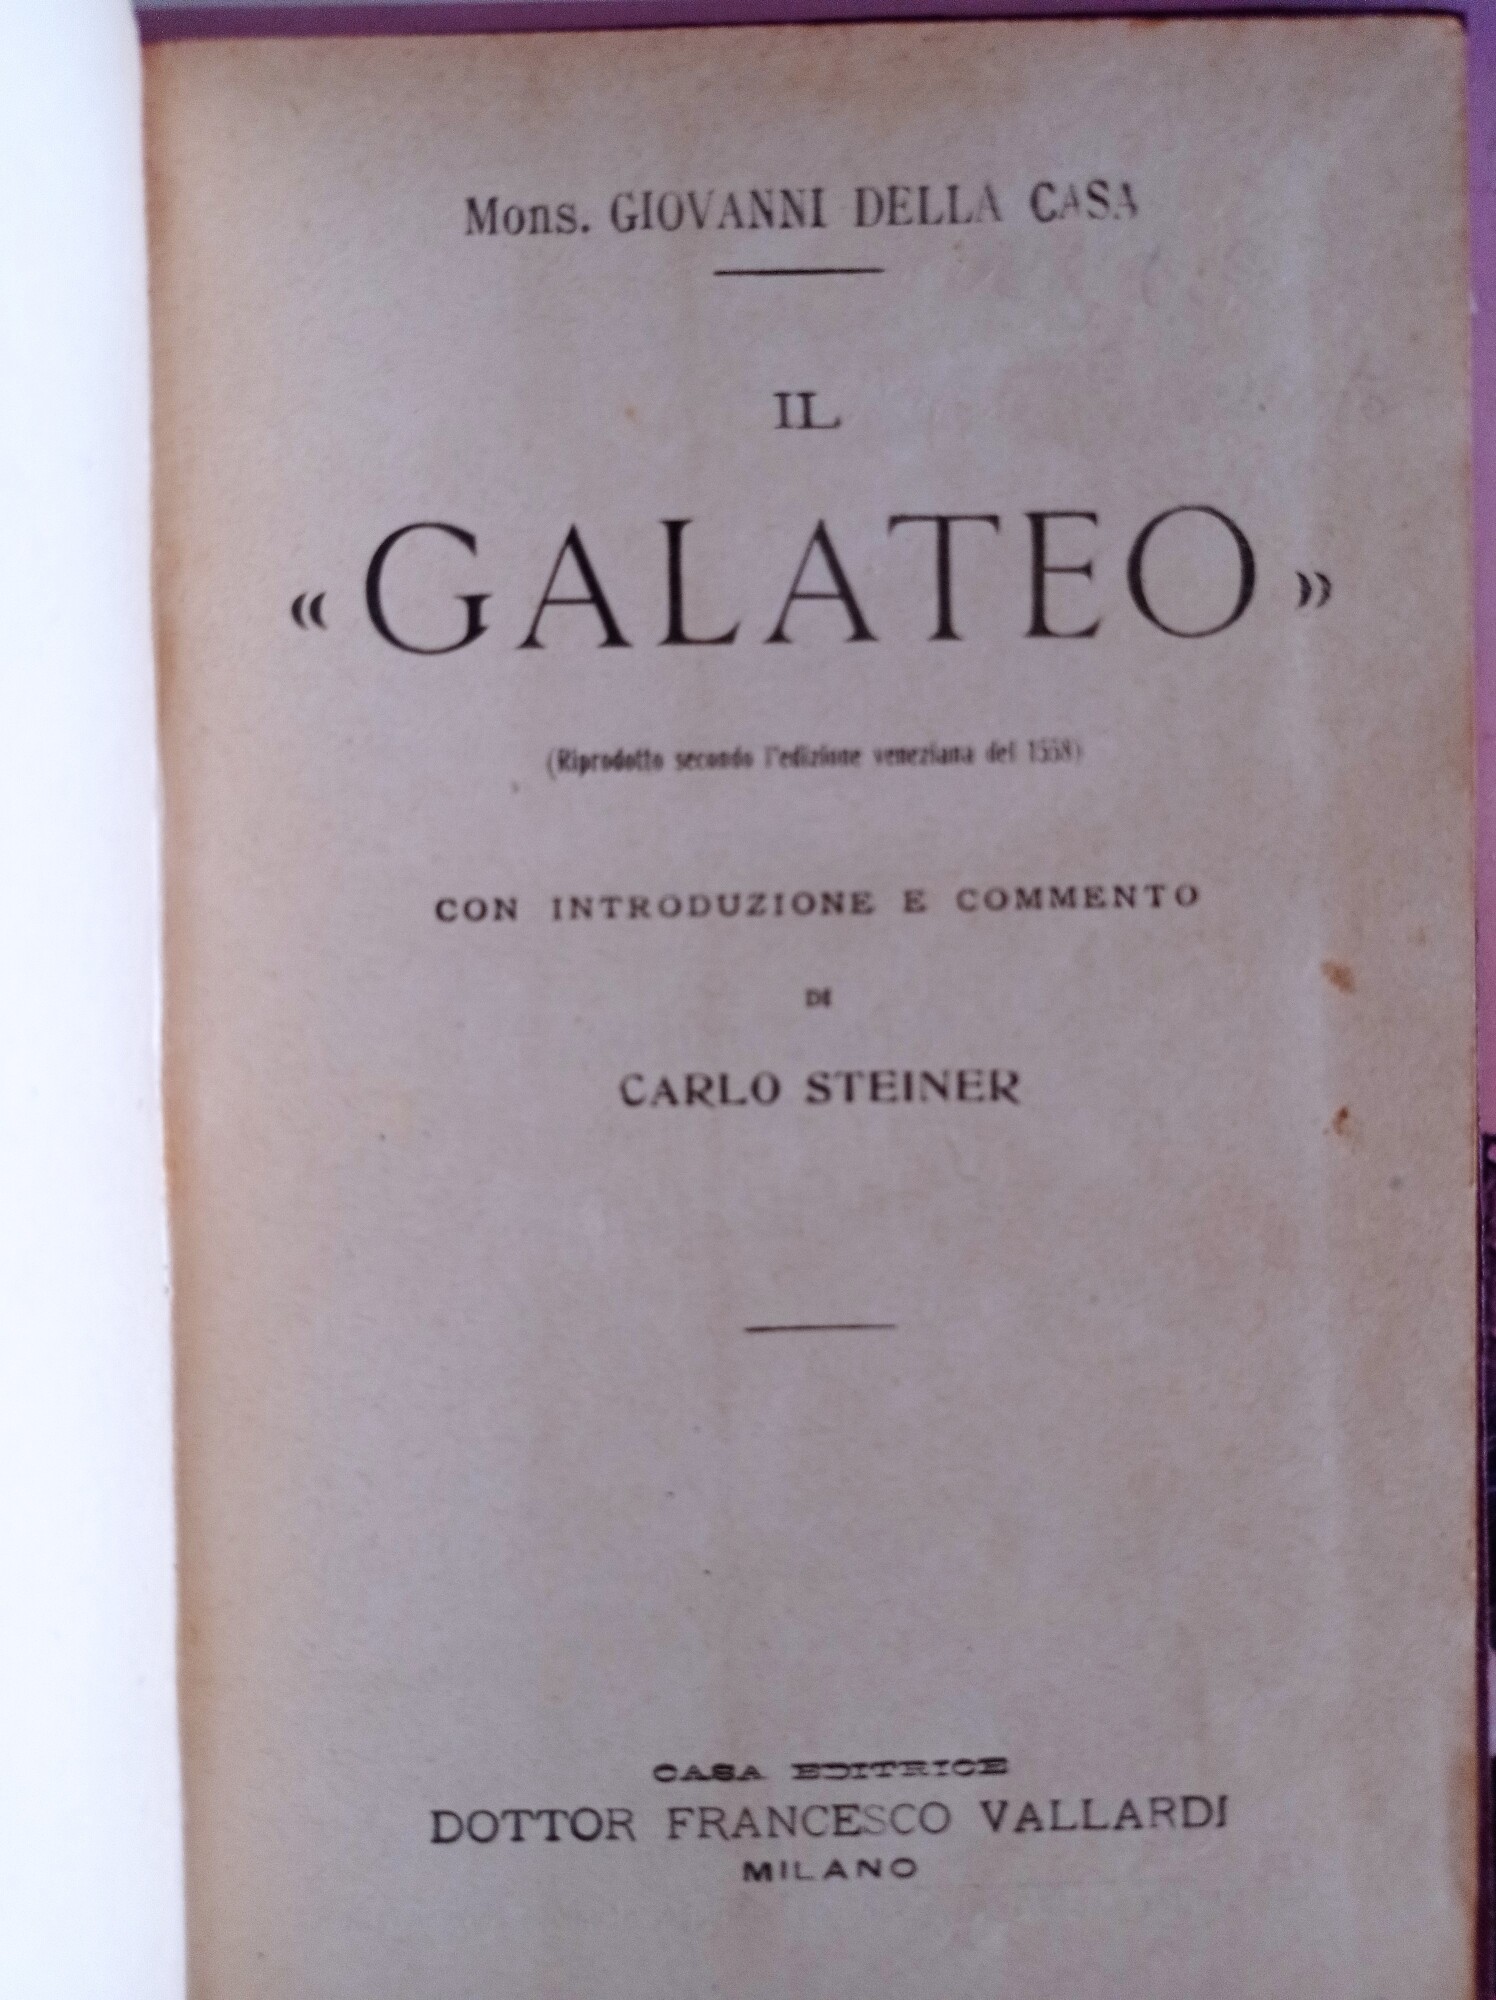 Mons. GIOVANNI DELLA CASA
IL
« GALATEO »
(Riprodotto secondo l'edizione veneziana del 1558)
CON INTRODUZIONE E COMMENTO
DI
CARLO STEINER
CASA EDITRICE
DOTTOR FRANCESCO VALLARDI
MILANO